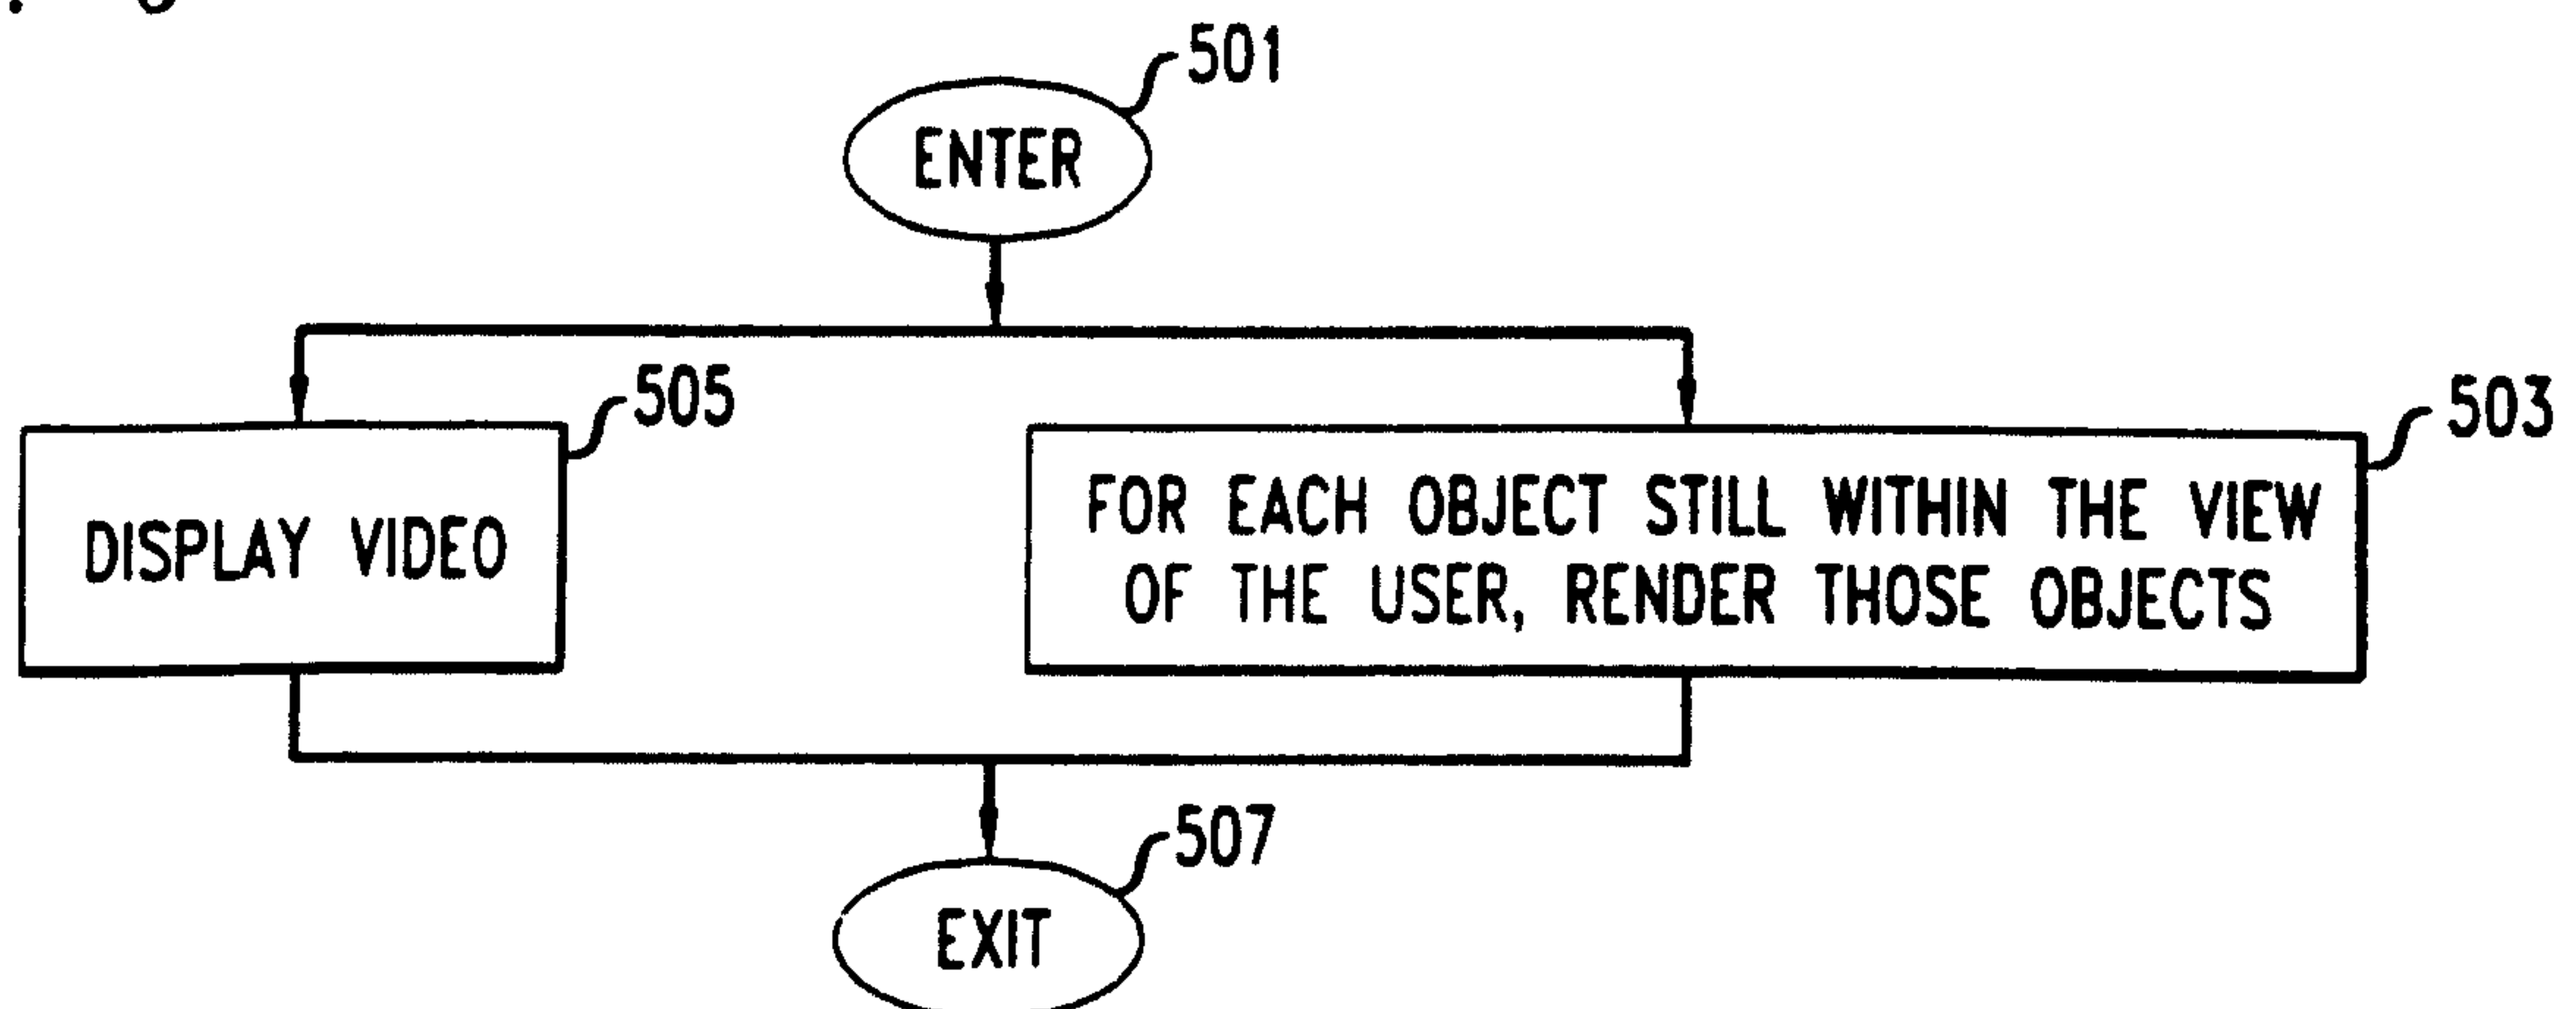 501
ENTER
505
503
DISPLAY VIDEO
FOR EACH OBJECT STILL WITHIN THE VIEW
OF THE USER, RENDER THOSE OBJECTS
507
EXIT